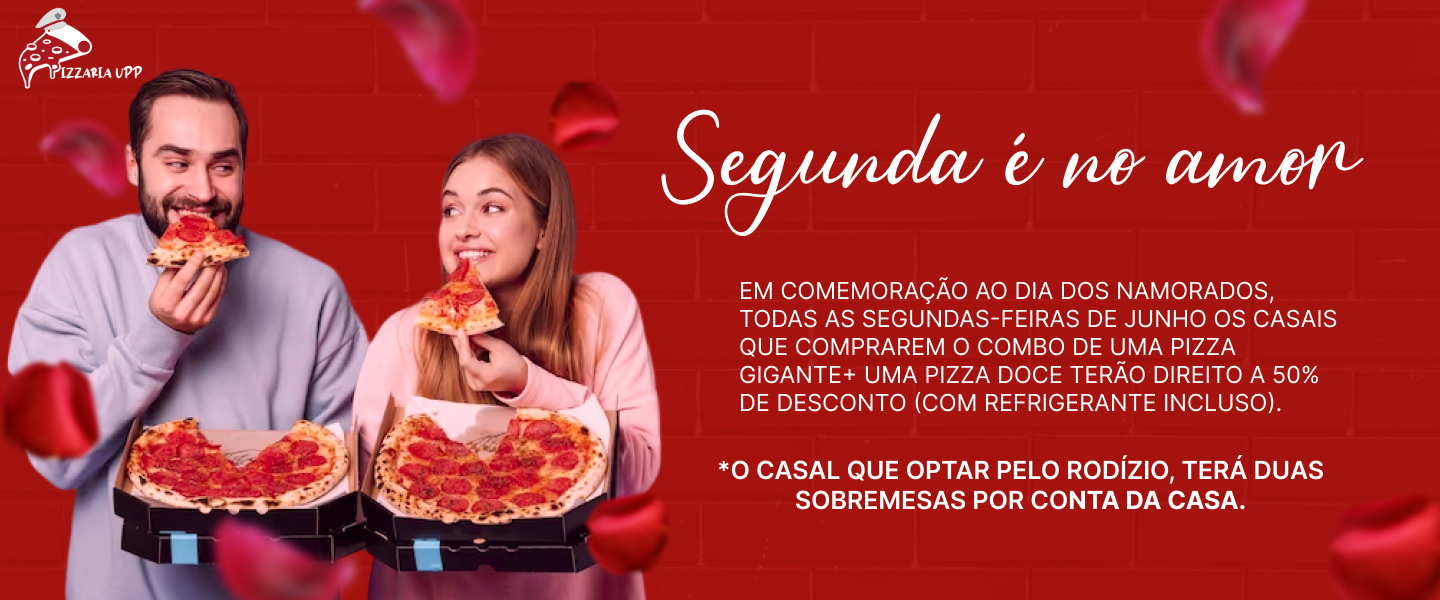 PIZZARIA UPP
Segunda é no amor
EM COMEMORAÇÃO AO DIA DOS NAMORADOS,
TODAS AS SEGUNDAS-FEIRAS DE JUNHO OS CASAIS
QUE COMPRAREM O COMBO DE UMA PIZZA
GIGANTE+ UMA PIZZA DOCE TERÃO DIREITO A 50%
DE DESCONTO (COM REFRIGERANTE INCLUSO).
*O CASAL QUE OPTAR PELO RODÍZIO, TERÁ DUAS
SOBREMESAS POR CONTA DA CASA.